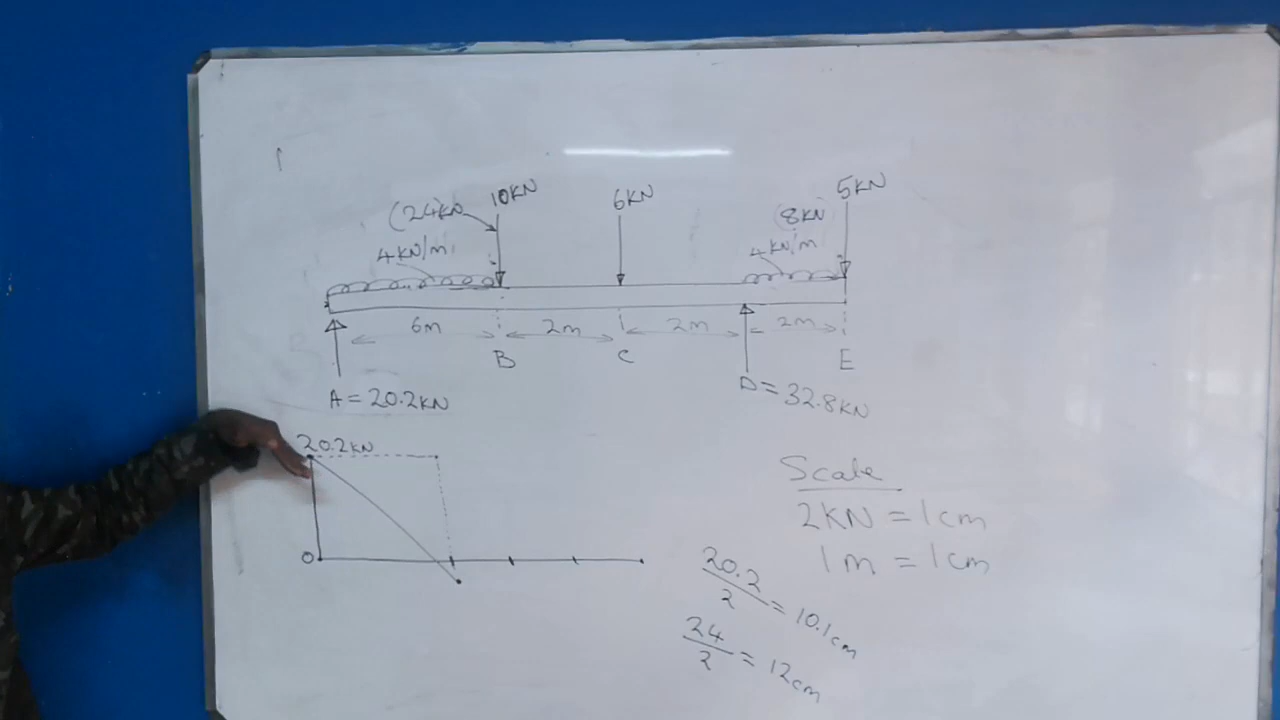 5KN
10KN
6KN
(24KN
(8KN
4KN/m
4KN/m
6m
2m
2m
2m
B
C
E
A = 20.2KN
D = 32.8KN
20.2KN
Scale
2KN = 1cm
1m = 1cm
O
20.2/2 = 10.1cm
24/2 = 12cm